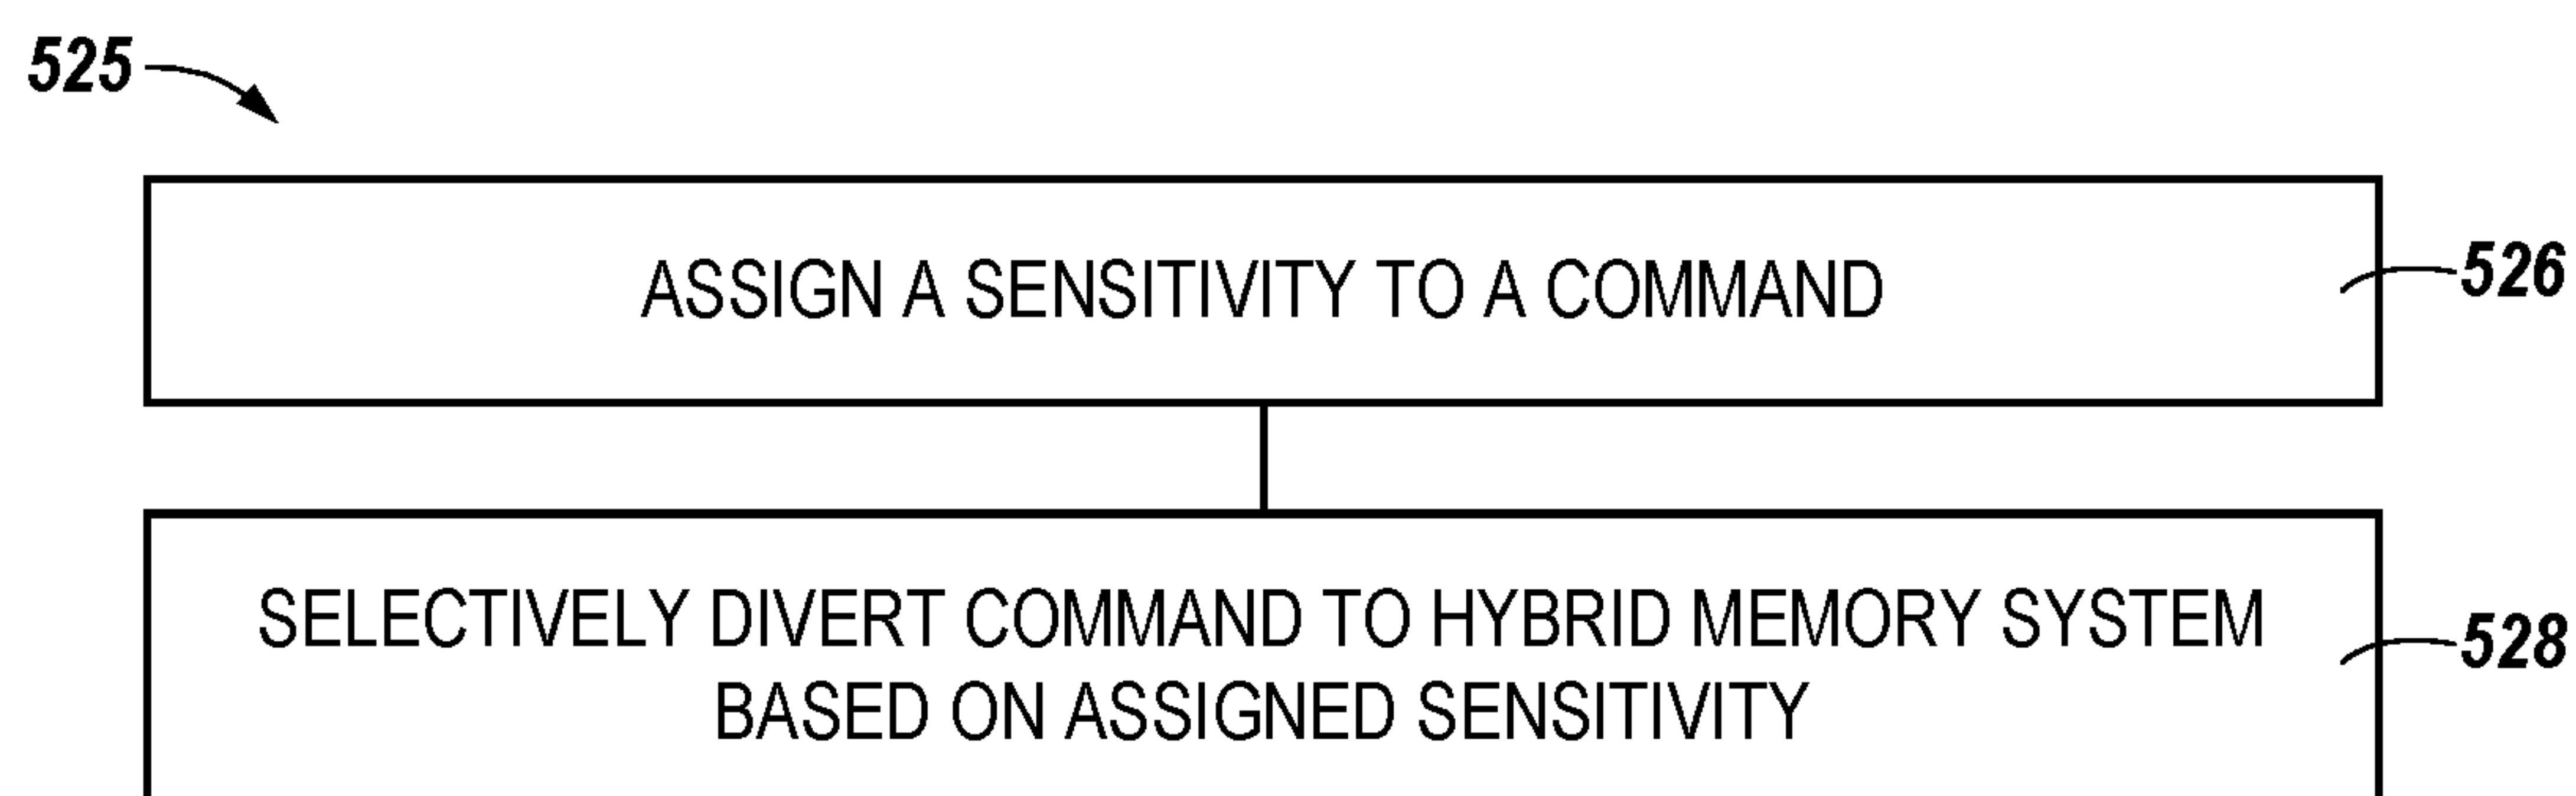 525
ASSIGN A SENSITIVITY TO A COMMAND
526
SELECTIVELY DIVERT COMMAND TO HYBRID MEMORY SYSTEM
BASED ON ASSIGNED SENSITIVITY
528